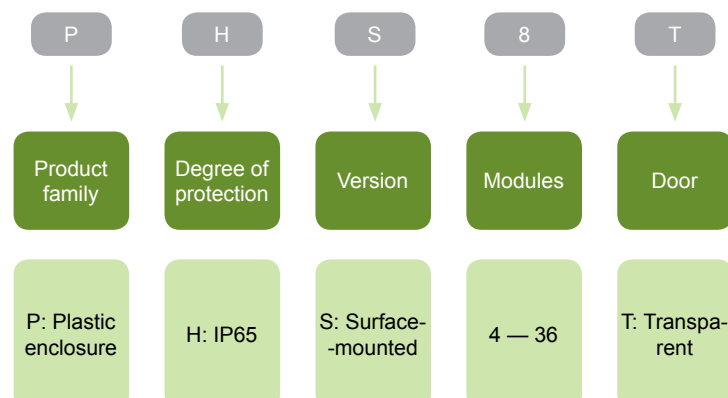 P H S 8 T
Product
family
Degree of
protection
Version
Modules
Door
P: Plastic
enclosure
H: IP65
S: Surface-
-mounted
4 — 36
T: Transpa-
rent